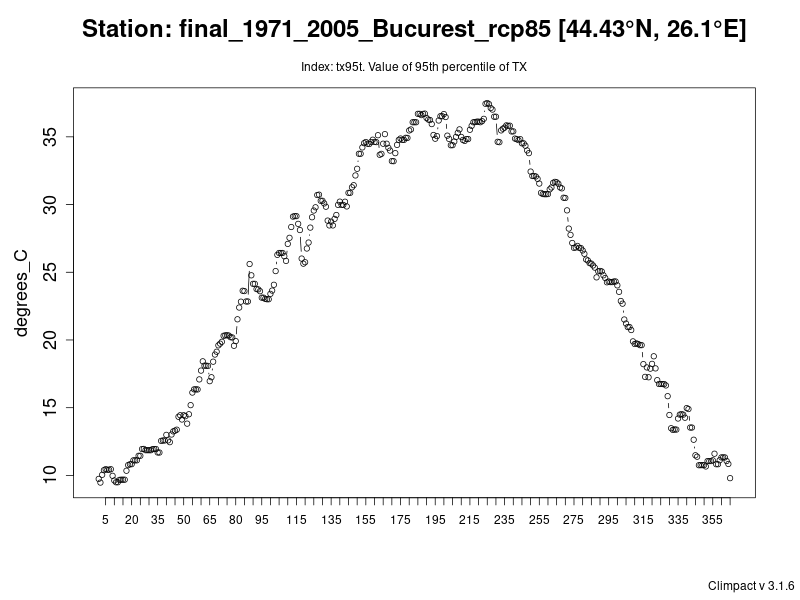 Station: final_1971_2005_Bucurest_rcp85 [44.43°N, 26.1°E]
Index: tx95t. Value of 95th percentile of TX
degrees_C
35
30
25
20
15
10
5 20 35 50 65 80 95 115 135 155 175 195 215 235 255 275 295 315 335 355
Climpact v 3.1.6